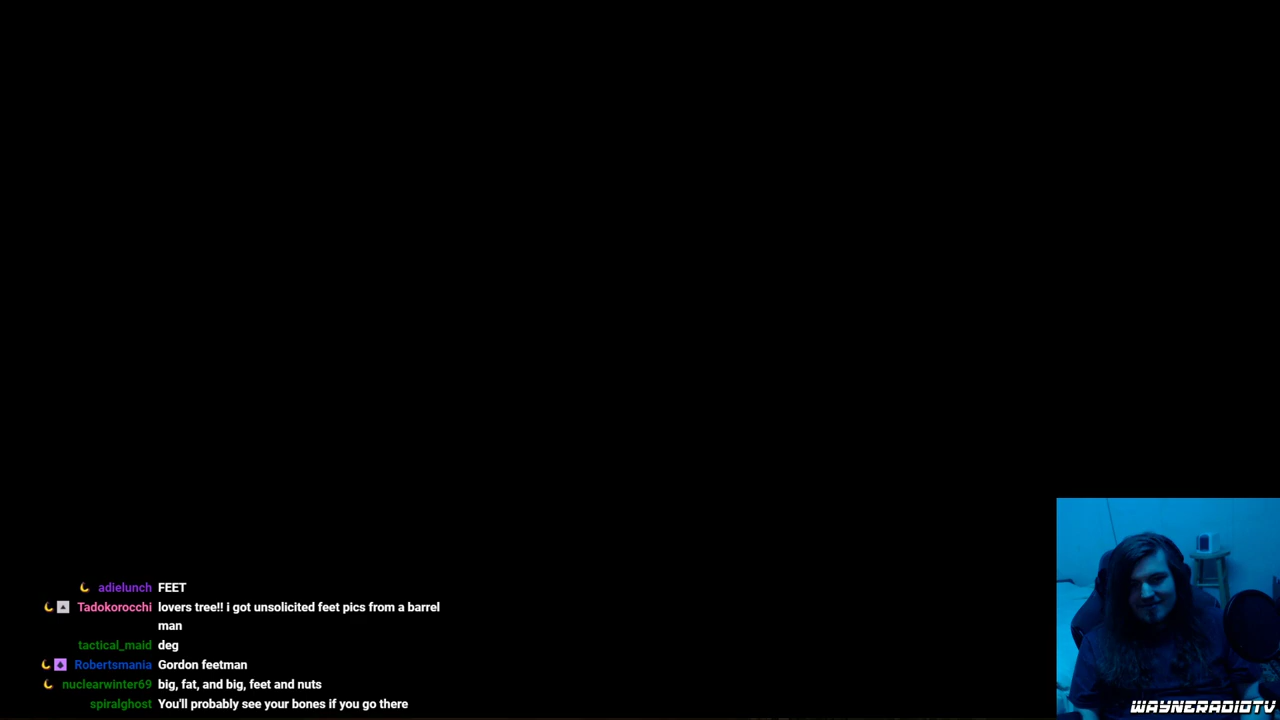 adielunch FEET
Tadokorocchi lovers tree!! i got unsolicited feet pics from a barrel
man
tactical_maid deg
Robertsmania Gordon feetman
nuclearwinter69 big, fat, and big, feet and nuts
spiralghost You'll probably see your bones if you go there
WAYNERADIOTV